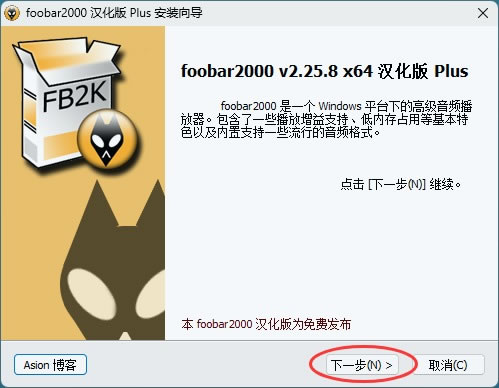 foobar2000 汉化版 Plus 安装向导
FB2K
foobar2000 v2.25.8 x64 汉化版 Plus
foobar2000 是一个 Windows 平台下的高级音频播
放器。包含了一些播放增益支持、低内存占用等基本特
色以及内置支持一些流行的音频格式。
点击 [下一步(N)] 继续。
本 foobar2000 汉化版为免费发布
Asion 博客
下一步(N) >
取消(C)